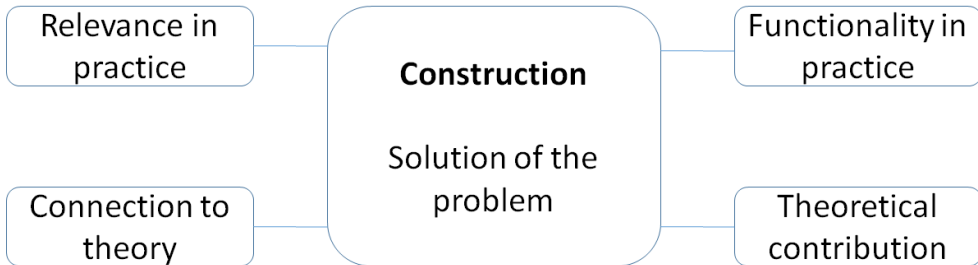 Relevance in
practice
Connection to
theory
Construction
Solution of the
problem
Functionality in
practice
Theoretical
contribution